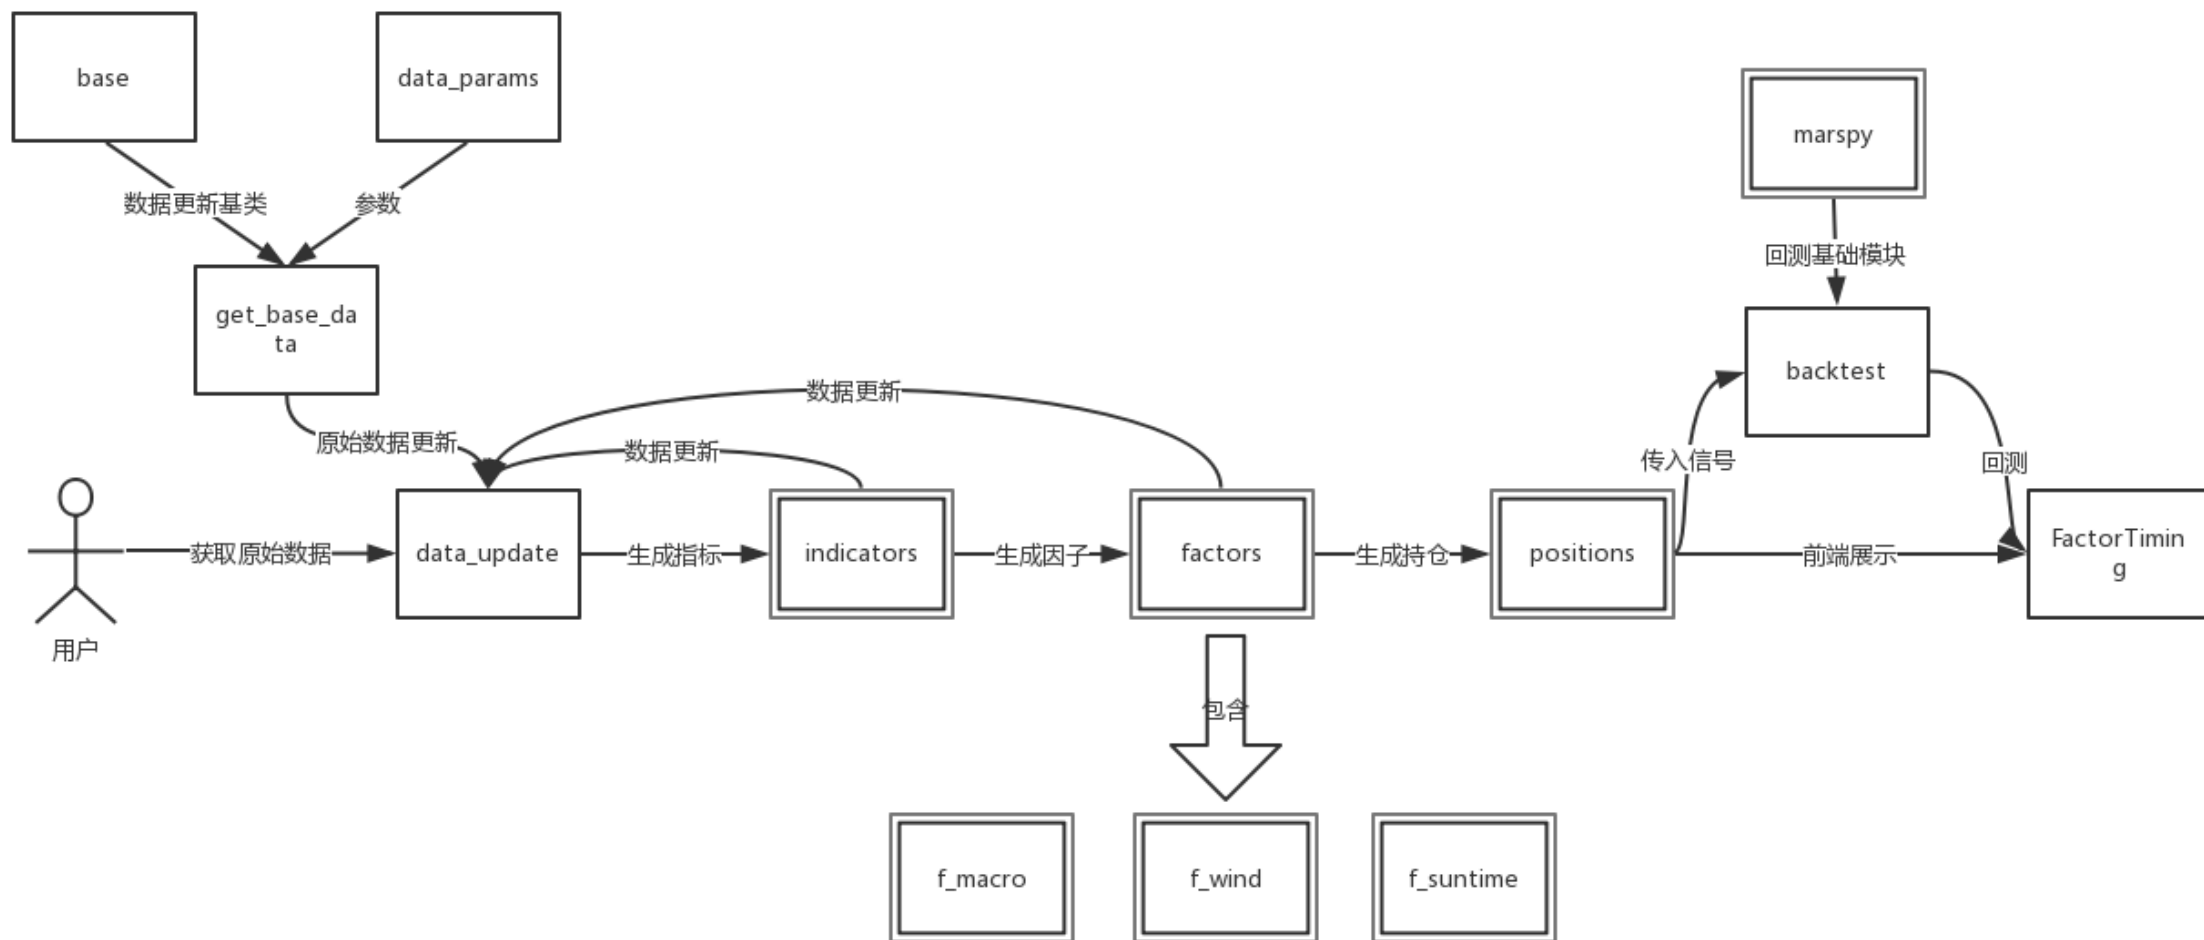 base
data_params
marspy
数据更新基类
参数
回测基础模块
get_base_da
ta
backtest
数据更新
原始数据更新
数据更新
传入信号
回测
获取原始数据
data_update
生成指标
indicators
生成因子
factors
生成持仓
positions
前端展示
FactorTimin
g
用户
包含
f_macro
f_wind
f_suntime